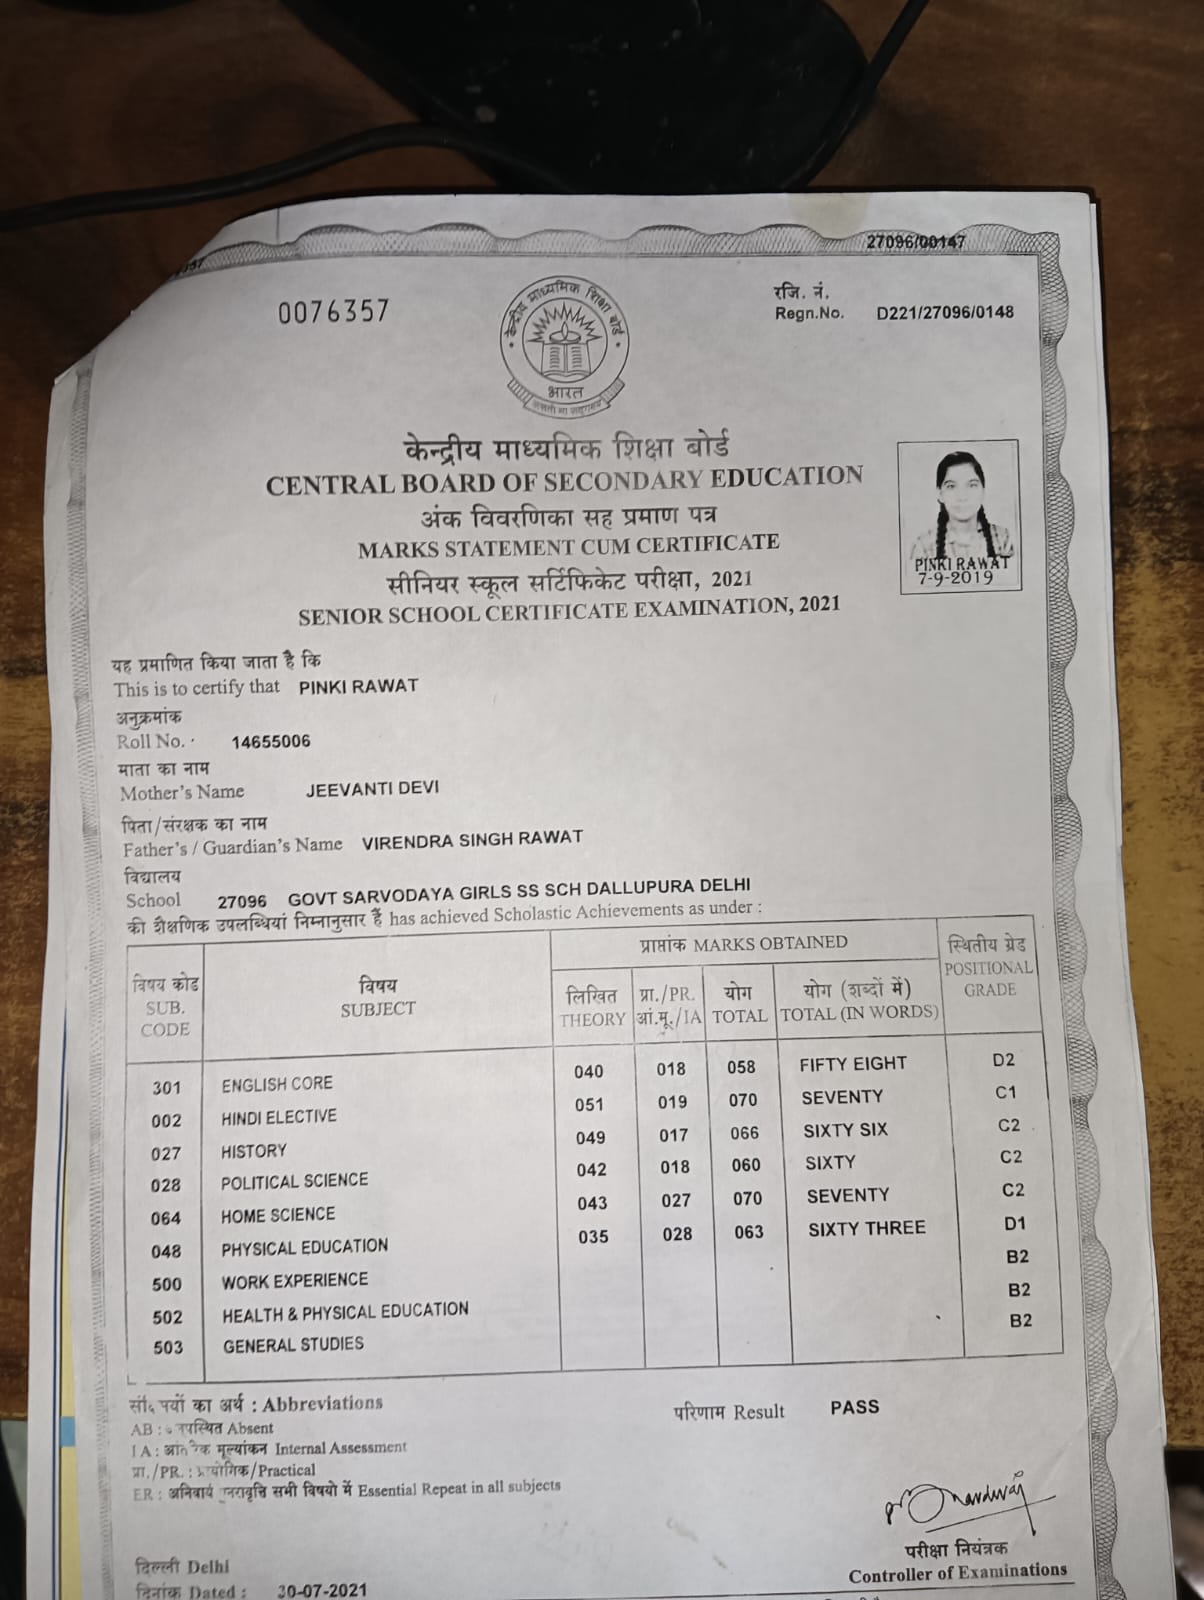 27096/00147
0076357
रजि. नं.
Regn.No. D221/27096/0148
केन्द्रीय माध्यमिक शिक्षा बोर्ड
भारत
केन्द्रीय माध्यमिक शिक्षा बोर्ड
CENTRAL BOARD OF SECONDARY EDUCATION
अंक विवरणिका सह प्रमाण पत्र
MARKS STATEMENT CUM CERTIFICATE
सीनियर स्कूल सर्टिफिकेट परीक्षा, 2021
SENIOR SCHOOL CERTIFICATE EXAMINATION, 2021
PINKI RAWAT
7-9-2019
यह प्रमाणित किया जाता है कि
This is to certify that PINKI RAWAT
अनुक्रमांक
Roll No. 14655006
माता का नाम
Mother's Name JEEVANTI DEVI
पिता/संरक्षक का नाम
Father's / Guardian's Name VIRENDRA SINGH RAWAT
विद्यालय
School 27096 GOVT SARVODAYA GIRLS SS SCH DALLUPURA DELHI
की शैक्षणिक उपलब्धियां निम्नानुसार हैं has achieved Scholastic Achievements as under :
विषय कोड SUB. CODE विषय SUBJECT प्राप्तांक MARKS OBTAINED स्थितीय ग्रेड POSITIONAL GRADE
लिखित THEORY प्रा./PR. आं.मू./IA योग TOTAL योग (शब्दों में) TOTAL (IN WORDS)
301 ENGLISH CORE 040 018 058 FIFTY EIGHT D2
002 HINDI ELECTIVE 051 019 070 SEVENTY C1
027 HISTORY 049 017 066 SIXTY SIX C2
028 POLITICAL SCIENCE 042 018 060 SIXTY C2
064 HOME SCIENCE 043 027 070 SEVENTY C2
048 PHYSICAL EDUCATION 035 028 063 SIXTY THREE D1
500 WORK EXPERIENCE B2
502 HEALTH & PHYSICAL EDUCATION B2
503 GENERAL STUDIES B2
का अर्थ : Abbreviations
AB : Absent
IA : मूल्यांकन Internal Assessment
प्रा./PR. : /Practical
ER : अनिवार्य सभी विषयो में Essential Repeat in all subjects
परिणाम Result PASS
परीक्षा नियंत्रक
Controller of Examinations
दिल्ली Delhi
दिनांक Dated : 30-07-2021